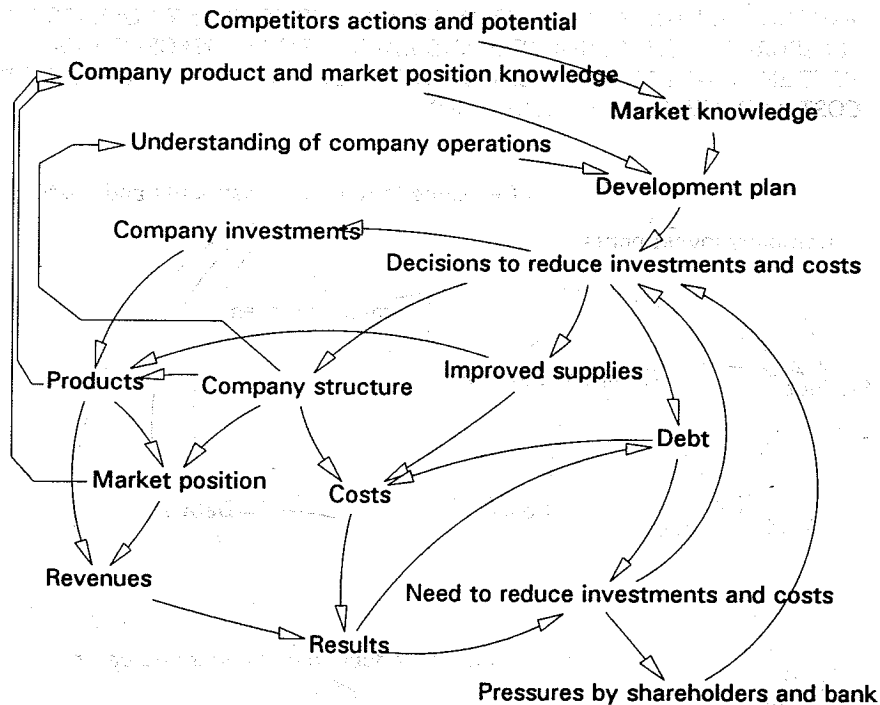 Competitors actions and potential
Company product and market position knowledge
Market knowledge
Understanding of company operations
Development plan
Company investments
Decisions to reduce investments and costs
Products
Company structure
Improved supplies
Debt
Market position
Costs
Revenues
Need to reduce investments and costs
Results
Pressures by shareholders and bank